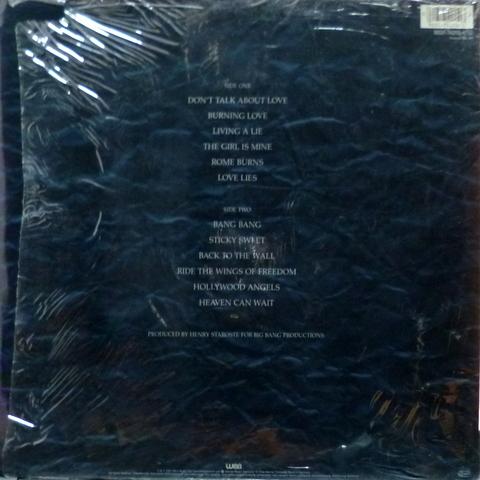 SIDE ONE
DON'T TALK ABOUT LOVE
BURNING LOVE
LIVING A LIE
THE GIRL IS MINE
ROME BURNS
LOVE LIES
SIDE TWO
BANG BANG
STICKY SWEET
BACK TO THE WALL
RIDE THE WINGS OF FREEDOM
HOLLYWOOD ANGELS
HEAVEN CAN WAIT
PRODUCED BY HENRY STAROSTE FOR BIG BANG PRODUCTIONS
wea